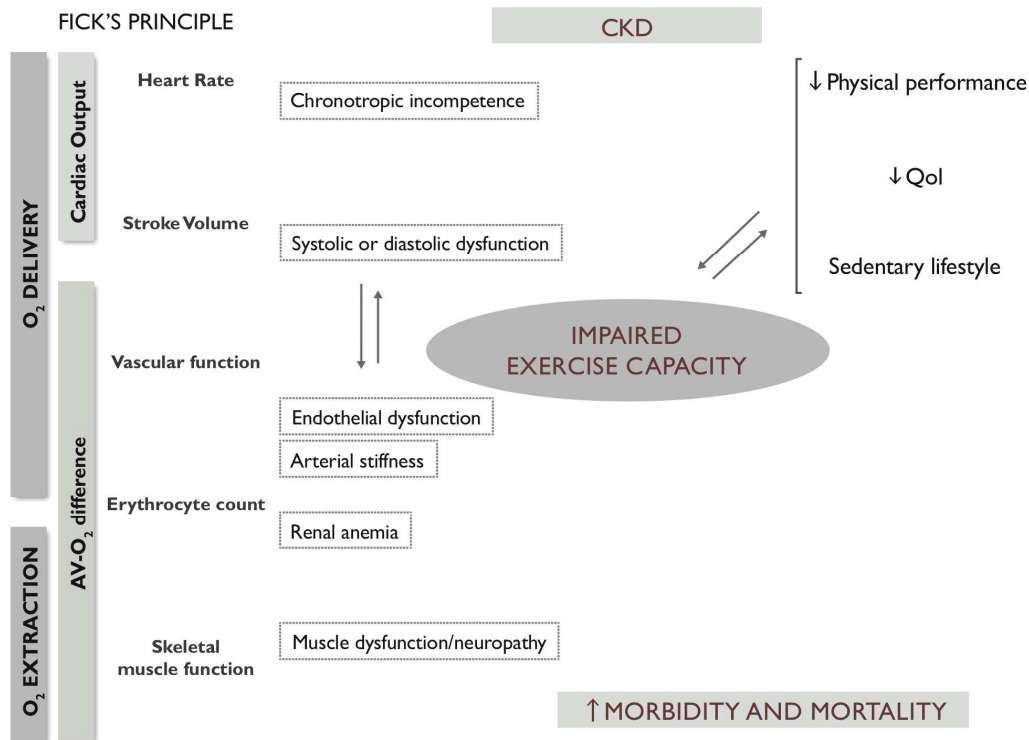 FICK'S PRINCIPLE
CKD
O₂ DELIVERY
O₂ EXTRACTION
Cardiac Output
AV-O₂ difference
Heart Rate
Chronotropic incompetence
Stroke Volume
Systolic or diastolic dysfunction
Vascular function
Endothelial dysfunction
Arterial stiffness
Erythrocyte count
Renal anemia
Skeletal
muscle function
Muscle dysfunction/neuropathy
↓ Physical performance
↓ Qol
Sedentary lifestyle
IMPAIRED
EXERCISE CAPACITY
↑ MORBIDITY AND MORTALITY